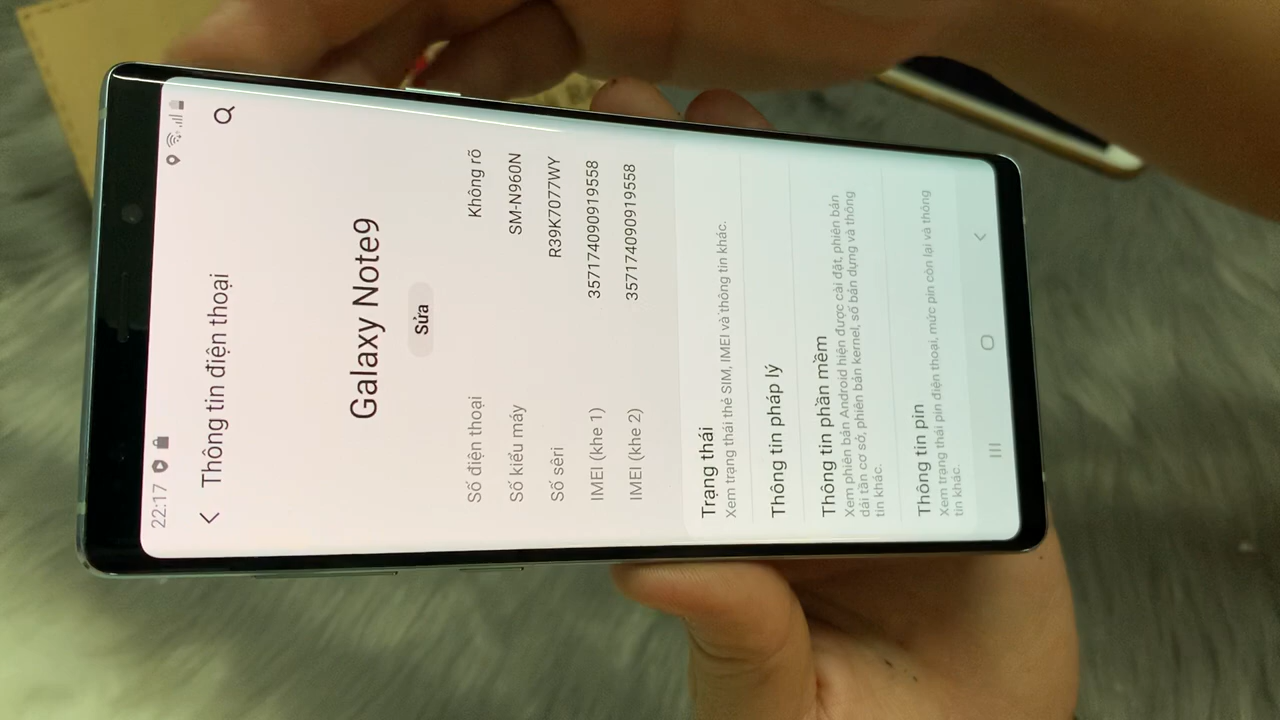 22:17
Thông tin điện thoại
Galaxy Note9
Sửa
Số điện thoại Không rõ
Số kiểu máy SM-N960N
Số sêri R39K7077WY
IMEI (khe 1) 357174090919558
IMEI (khe 2) 357174090919558
Trạng thái
Xem trạng thái thẻ SIM, IMEI và thông tin khác.
Thông tin pháp lý
Thông tin phần mềm
Xem phiên bản Android hiện được cài đặt, phiên bản
dải tần cơ sở, phiên bản kernel, số bản dựng và thông
tin khác.
Thông tin pin
Xem trạng thái pin điện thoại, mức pin còn lại và thông
tin khác.